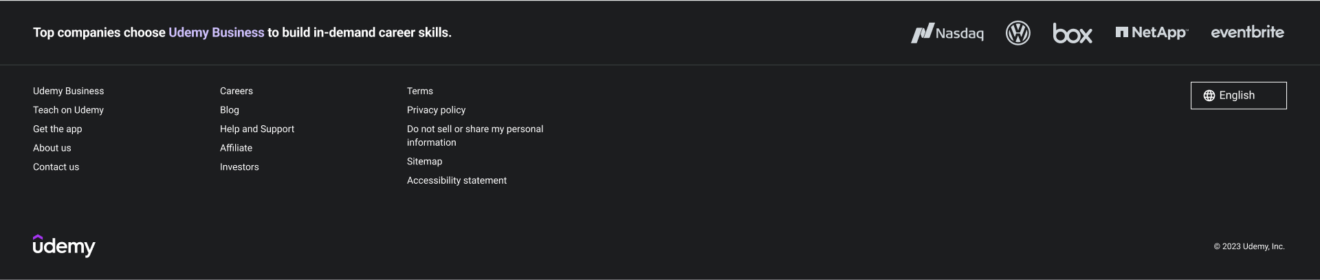 Top companies choose Udemy Business to build in-demand career skills.
Nasdaq
box
NetApp
eventbrite
Udemy Business
Teach on Udemy
Get the app
About us
Contact us
Careers
Blog
Help and Support
Affiliate
Investors
Terms
Privacy policy
Do not sell or share my personal
information
Sitemap
Accessibility statement
English
udemy
© 2023 Udemy, Inc.